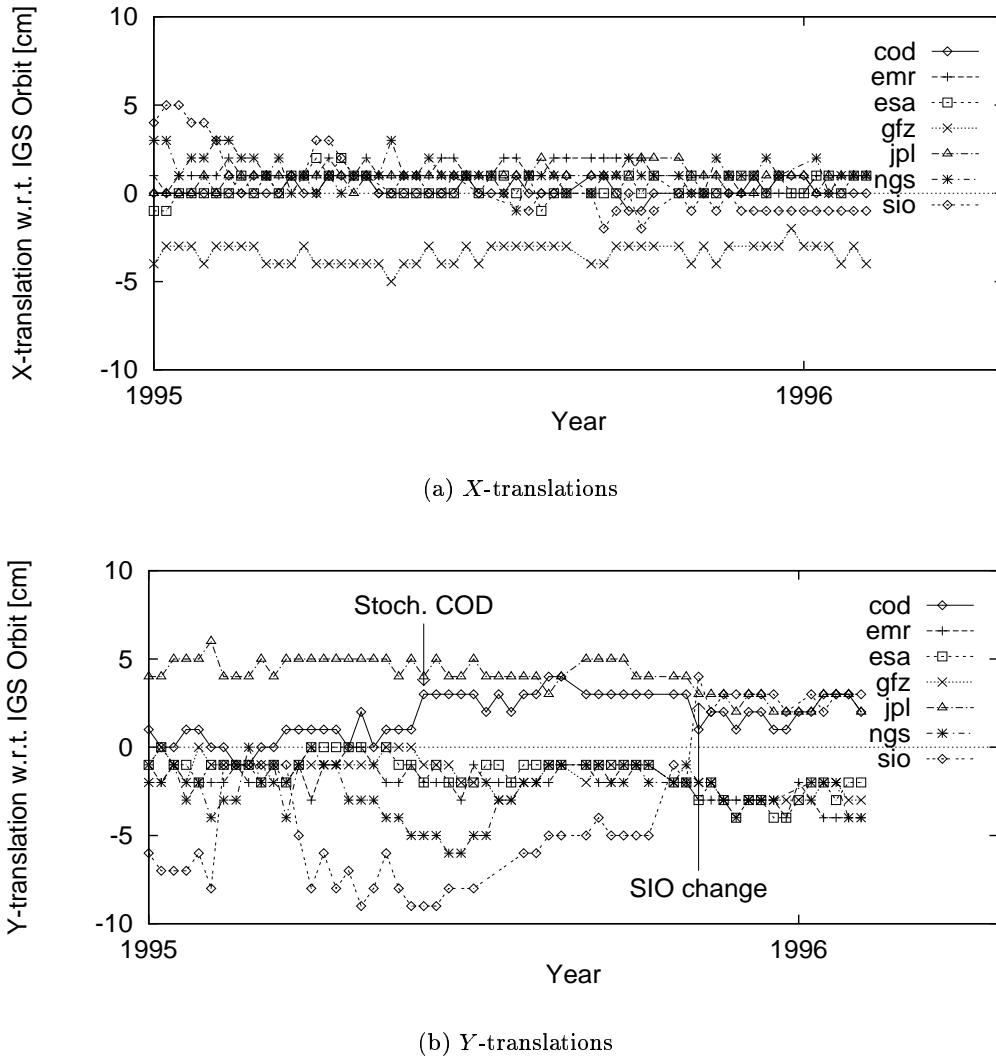 X-translation w.r.t. IGS Orbit [cm]
10
5
0
-5
-10
1995
1996
Year
cod
emr
esa
gfz
jpl
ngs
sio
(a) X-translations
Y-translation w.r.t. IGS Orbit [cm]
10
5
0
-5
-10
1995
1996
Year
Stoch. COD
SIO change
cod
emr
esa
gfz
jpl
ngs
sio
(b) Y-translations